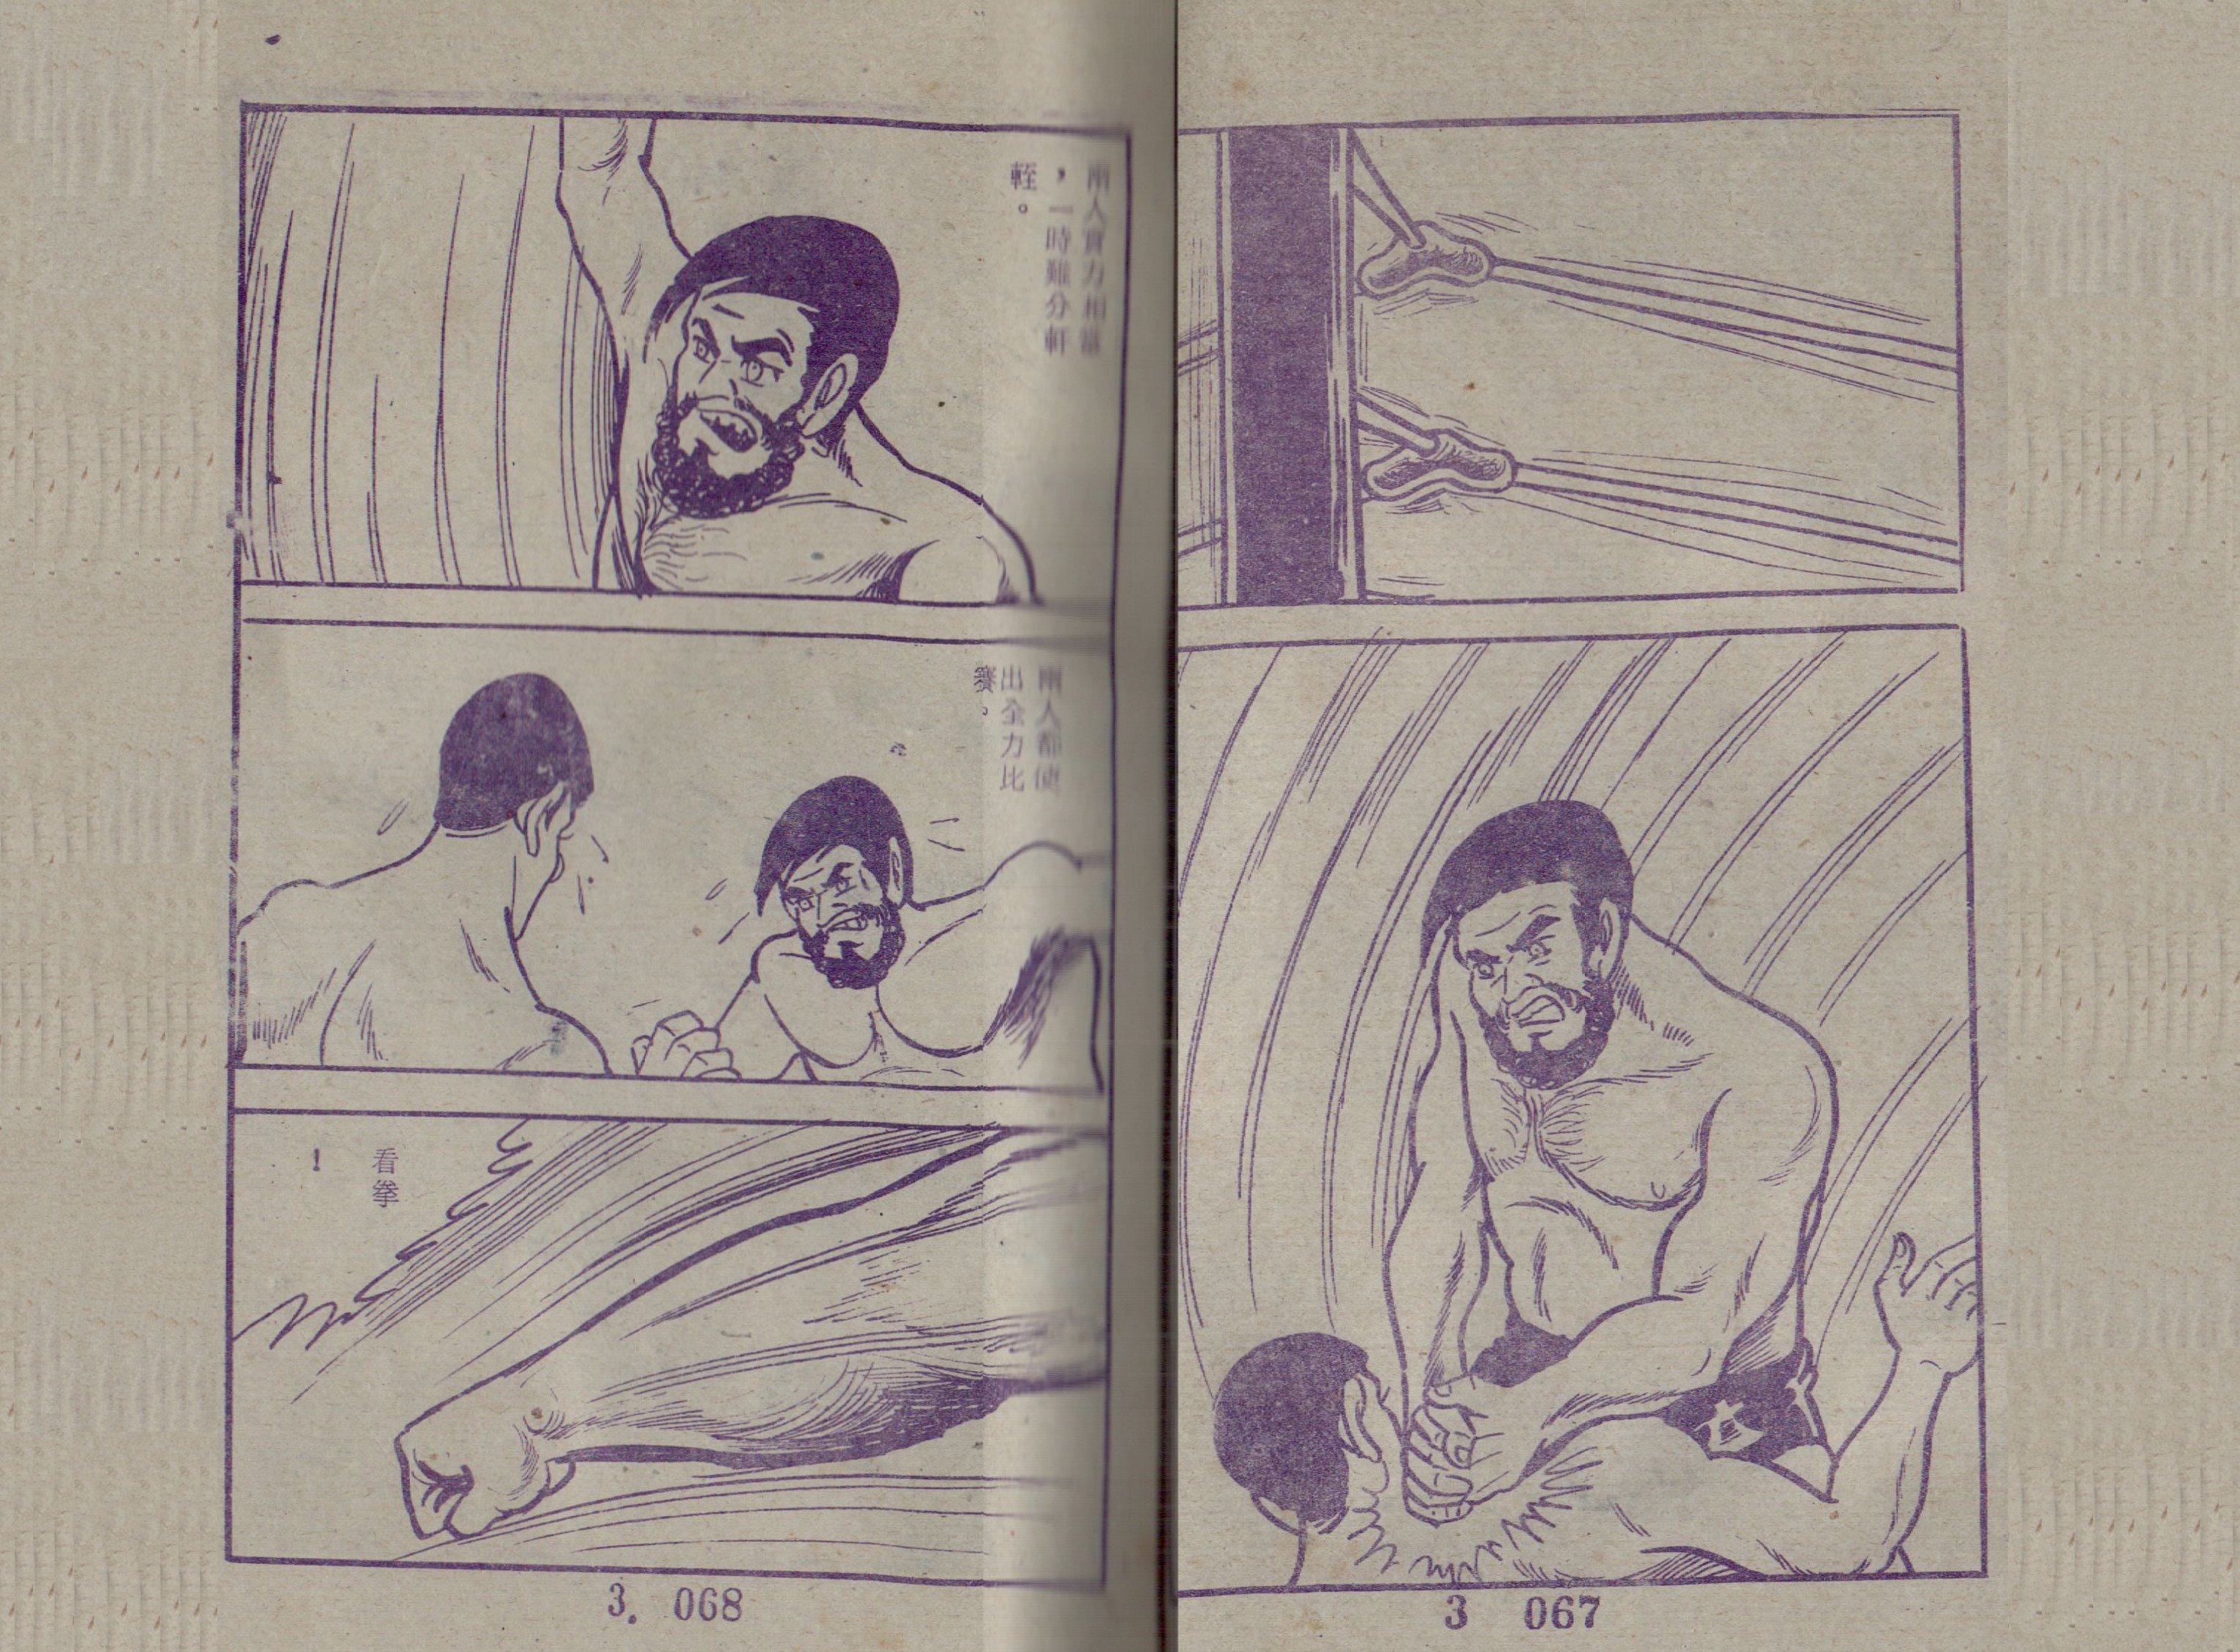 3 067
兩人實力相當
，一時難分軒
輊。
兩人都使
出全力比
賽。
看拳
！
3. 068